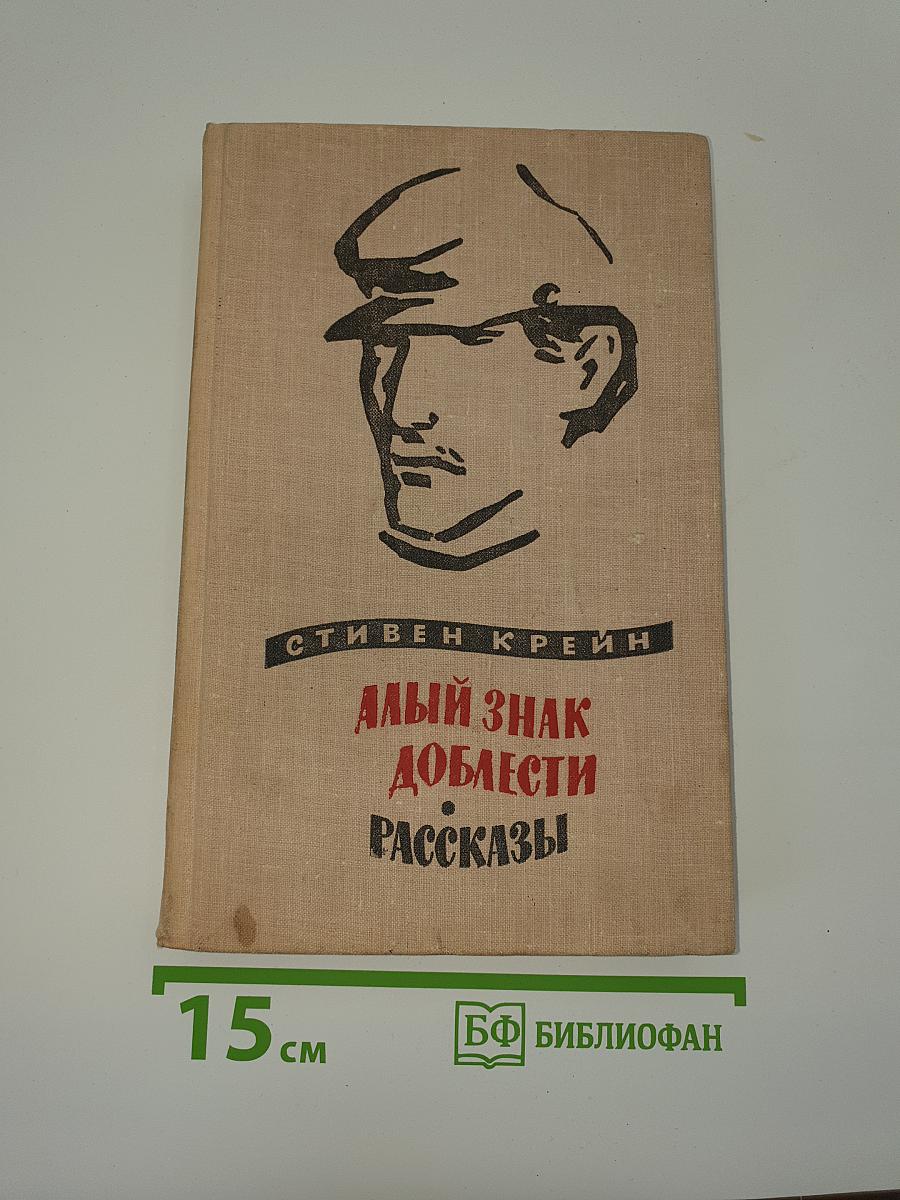 СТИВЕН КРЕЙН
АЛЫЙ ЗНАК
ДОБЛЕСТИ
•
РАССКАЗЫ
15 см
БФ БИБЛИОФАН